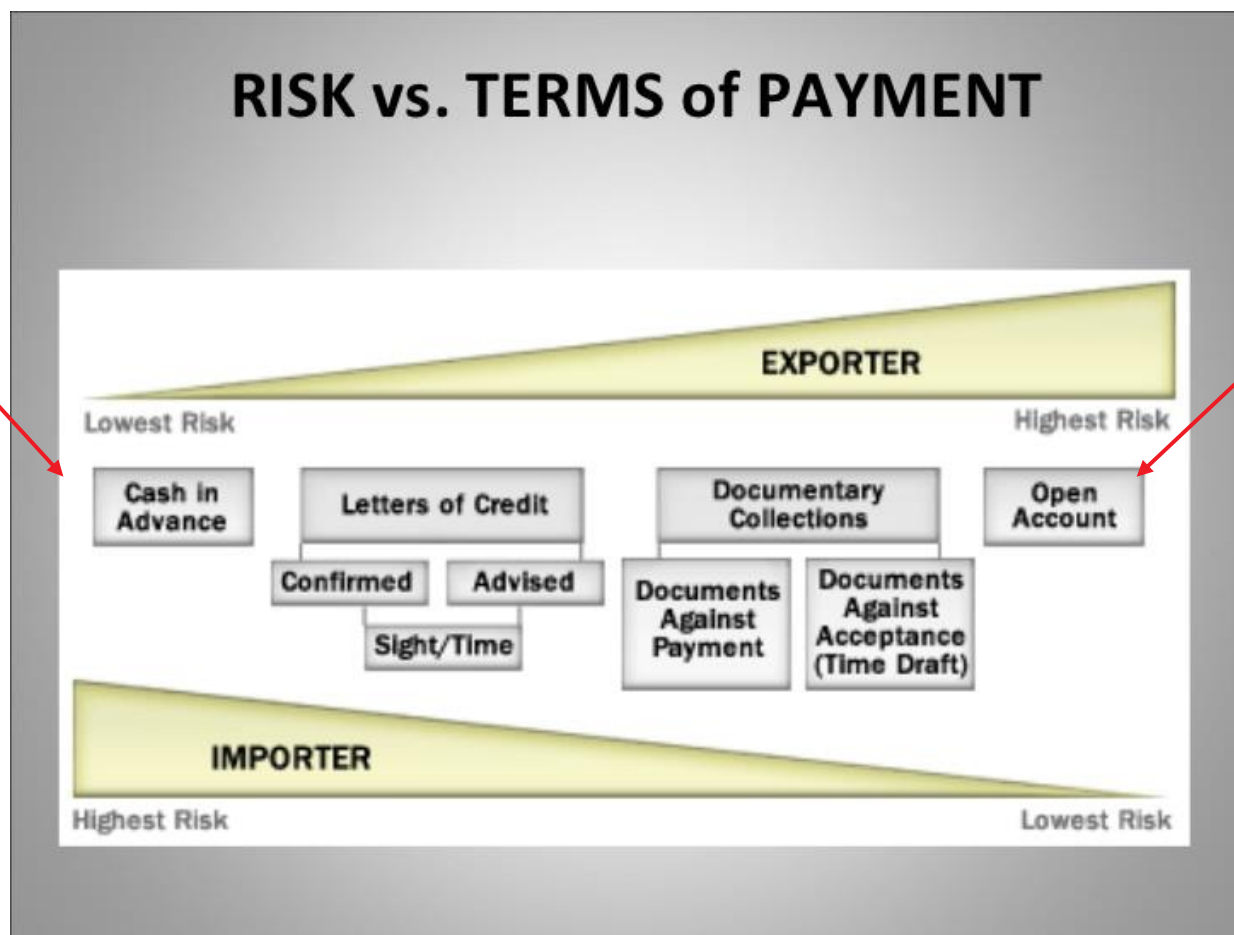 RISK vs. TERMS of PAYMENT
EXPORTER
Lowest Risk
Highest Risk
Cash in
Advance
Letters of Credit
Documentary
Collections
Open
Account
Confirmed
Advised
Sight/Time
Documents
Against
Payment
Documents
Against
Acceptance
(Time Draft)
IMPORTER
Highest Risk
Lowest Risk